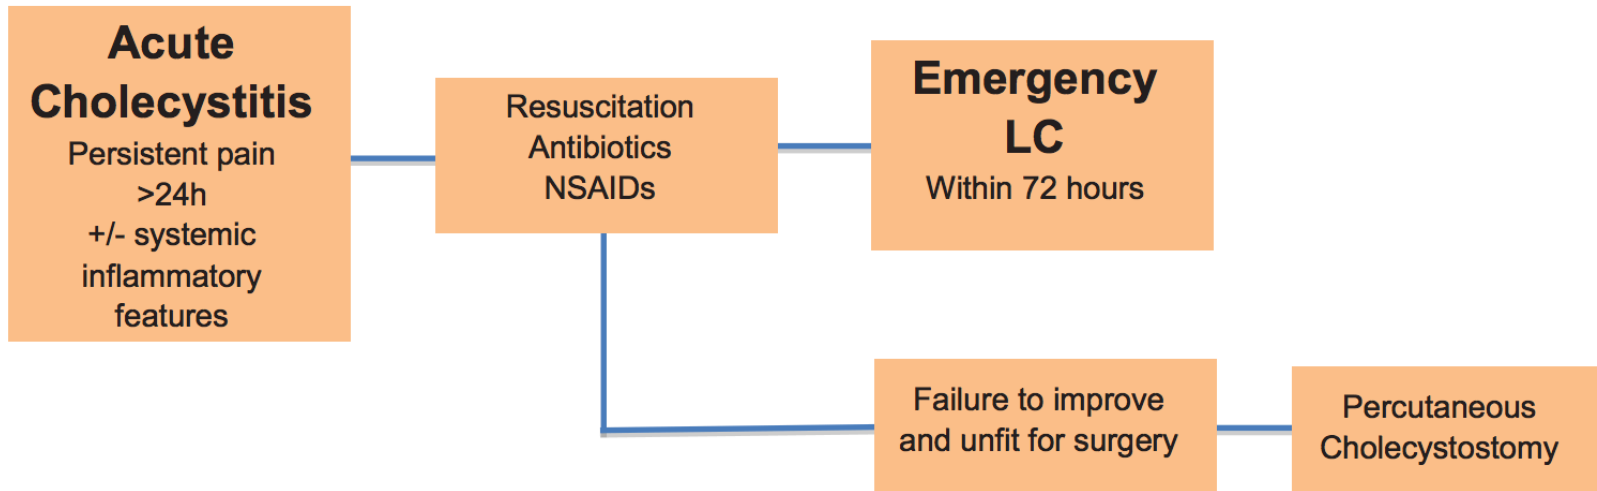 Acute
Cholecystitis
Persistent pain
>24h
+/- systemic
inflammatory
features
Resuscitation
Antibiotics
NSAIDs
Emergency
LC
Within 72 hours
Failure to improve
and unfit for surgery
Percutaneous
Cholecystostomy